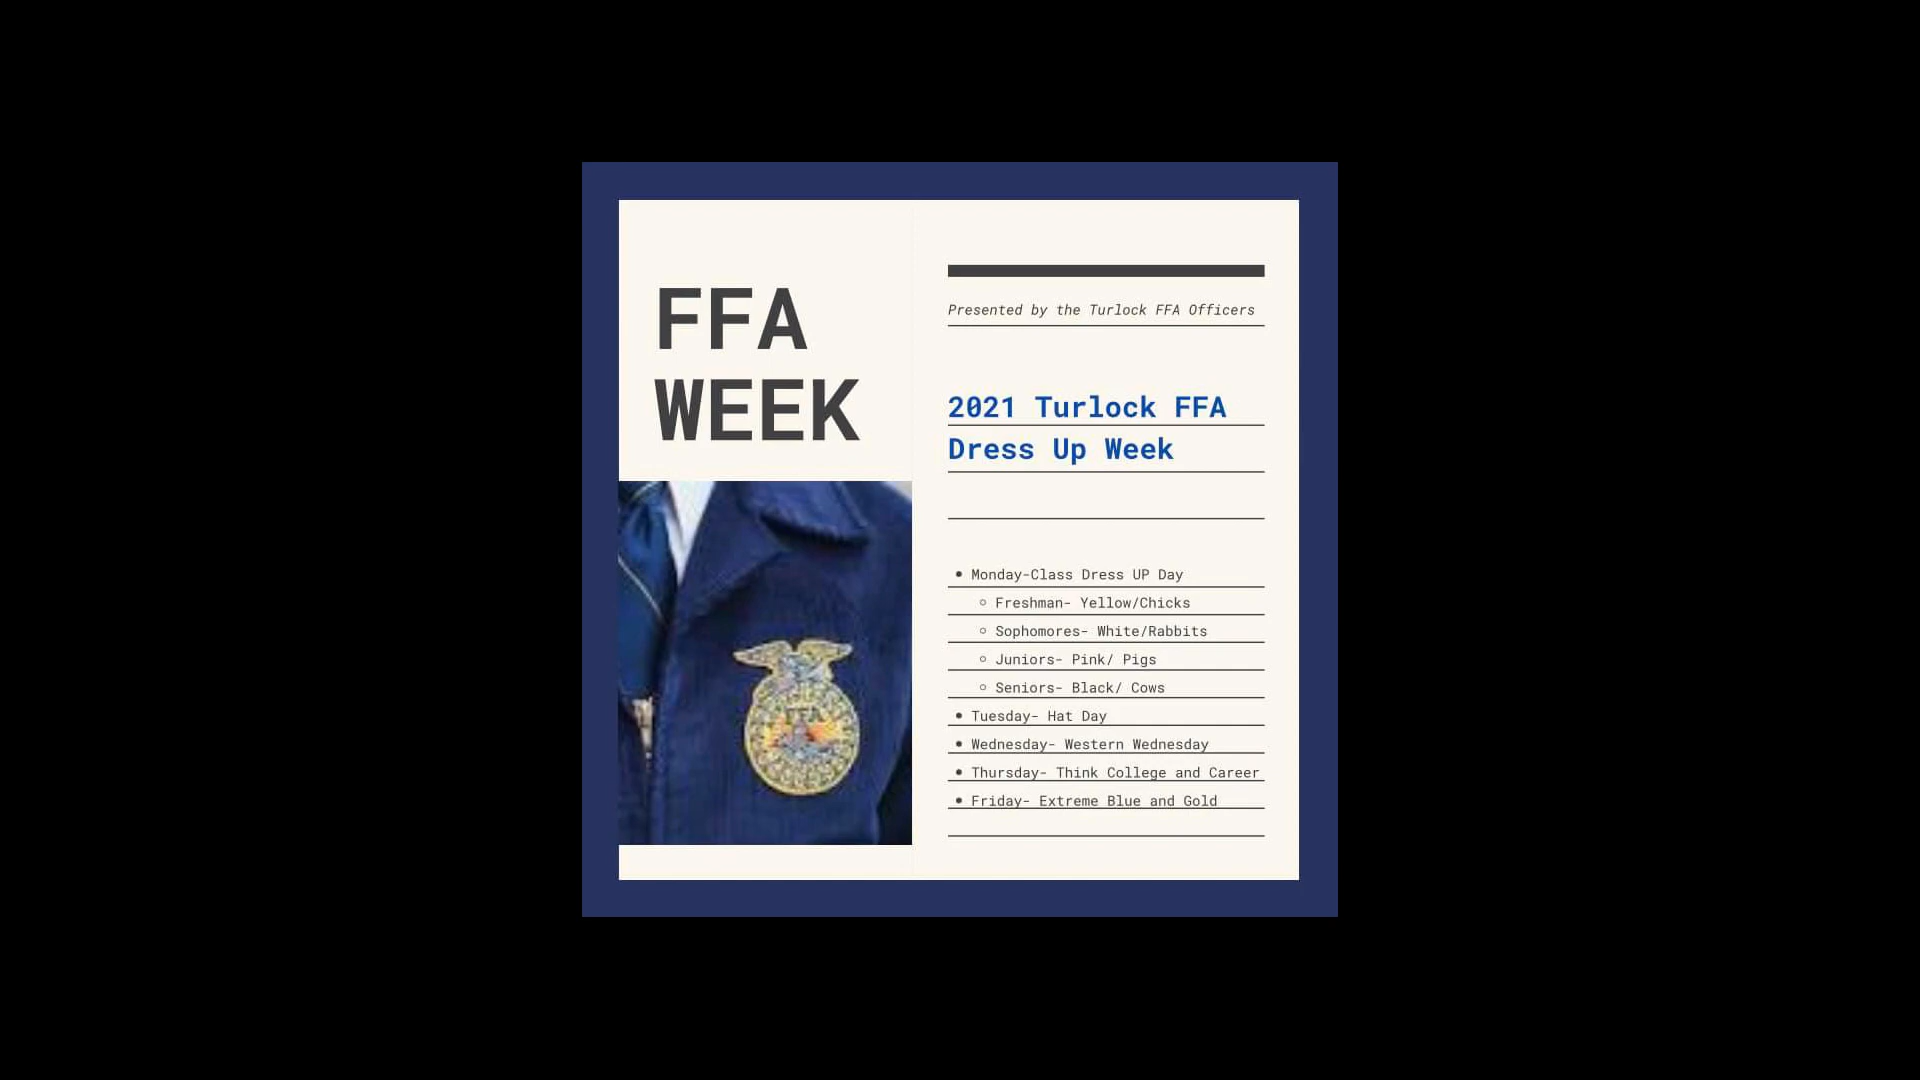 FFA
WEEK
Presented by the Turlock FFA Officers
2021 Turlock FFA
Dress Up Week
• Monday-Class Dress UP Day
○ Freshman- Yellow/Chicks
○ Sophomores- White/Rabbits
○ Juniors- Pink/ Pigs
○ Seniors- Black/ Cows
• Tuesday- Hat Day
• Wednesday- Western Wednesday
• Thursday- Think College and Career
• Friday- Extreme Blue and Gold